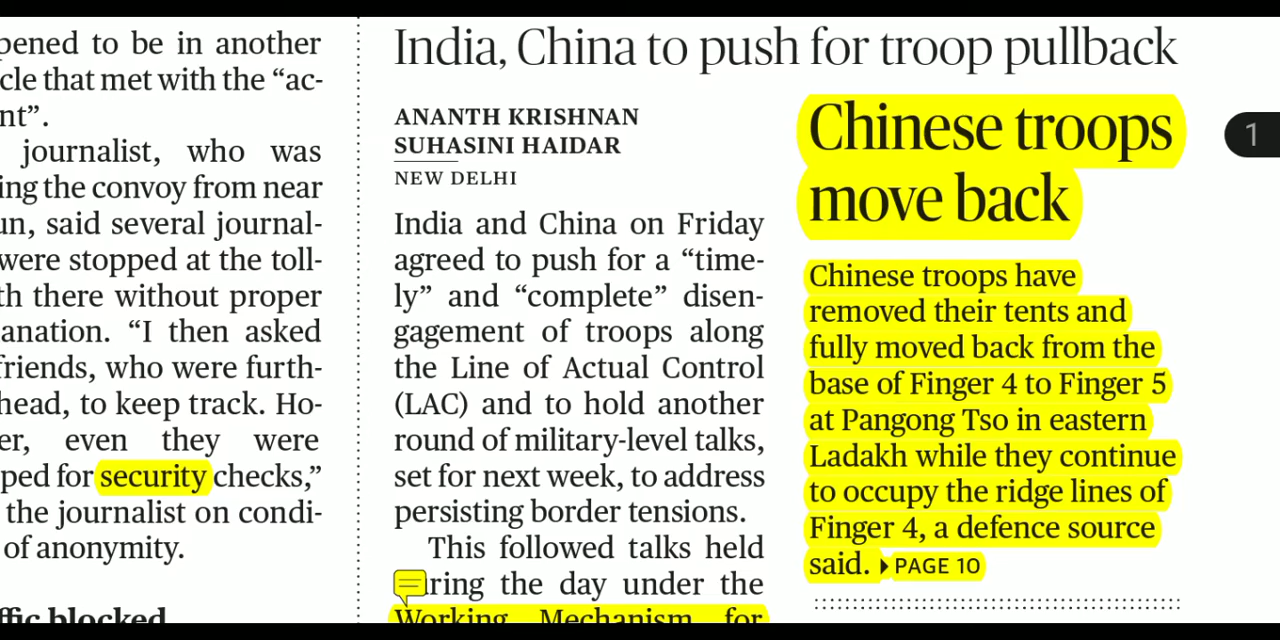 pened to be in another
cle that met with the “ac-
nt”.
journalist, who was
ing the convoy from near
un, said several journal-
were stopped at the toll-
th there without proper
anation. “I then asked
friends, who were furth-
head, to keep track. Ho-
er, even they were
ped for security checks,”
the journalist on condi-
of anonymity.
ffic blocked
India, China to push for troop pullback
ANANTH KRISHNAN
SUHASINI HAIDAR
NEW DELHI
India and China on Friday
agreed to push for a “time-
ly” and “complete” disen-
gagement of troops along
the Line of Actual Control
(LAC) and to hold another
round of military-level talks,
set for next week, to address
persisting border tensions.
This followed talks held
ring the day under the
Working Mechanism for
Chinese troops
move back
Chinese troops have
removed their tents and
fully moved back from the
base of Finger 4 to Finger 5
at Pangong Tso in eastern
Ladakh while they continue
to occupy the ridge lines of
Finger 4, a defence source
said. PAGE 10
1